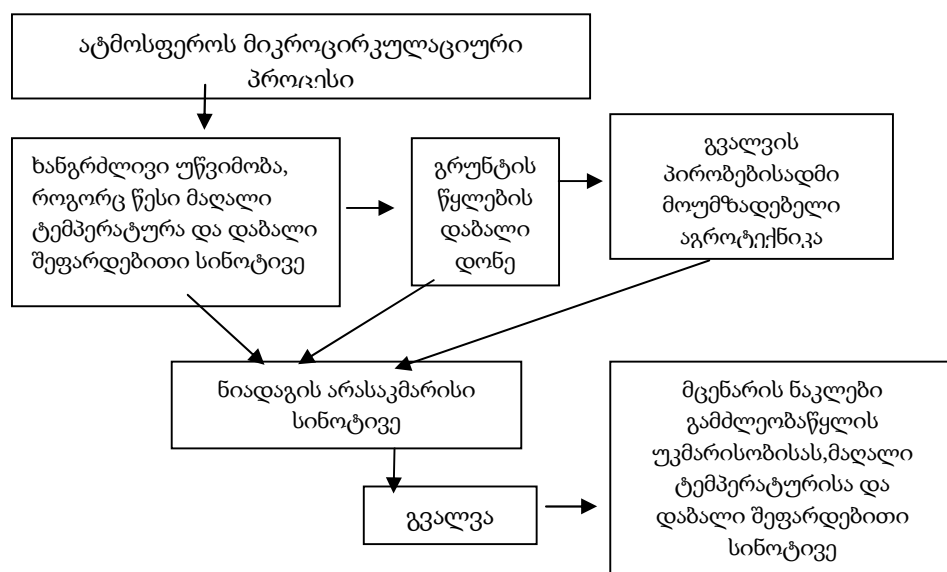 ატმოსფეროს მიკროცირკულაციური
პროცესი
ხანგრძლივი უწვიმობა,
როგორც წესი მაღალი
ტემპერატურა და დაბალი
შეფარდებითი სინოტივე
გრუნტის
წყლების
დაბალი
დონე
გვალვის
პირობებისადმი
მოუმზადებელი
აგროტექნიკა
ნიადაგის არასაკმარისი
სინოტივე
მცენარის ნაკლები
გამძლეობაწყლის
უკმარისობისას,მაღალი
ტემპერატურისა და
დაბალი შეფარდებითი
სინოტივე
გვალვა